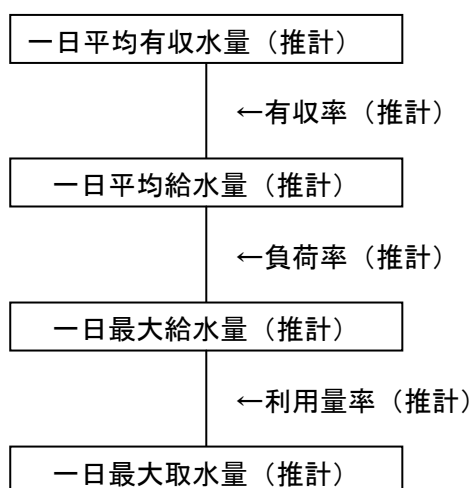 一日平均有収水量（推計）
←有収率（推計）
一日平均給水量（推計）
←負荷率（推計）
一日最大給水量（推計）
←利用量率（推計）
一日最大取水量（推計）